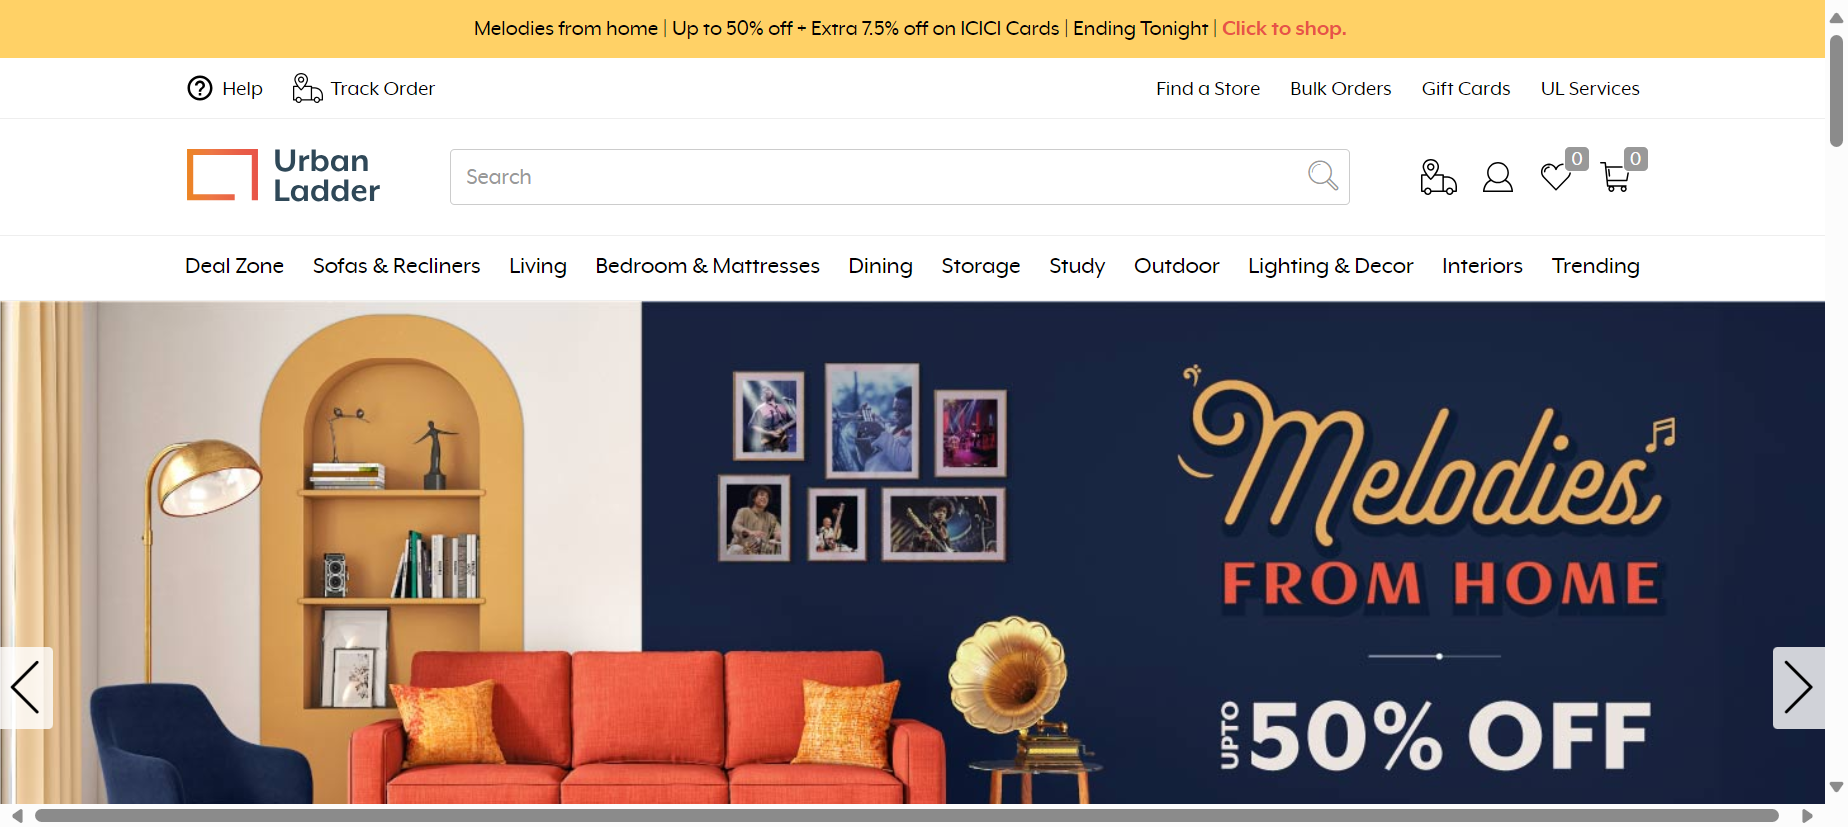 Melodies from home | Up to 50% off + Extra 7.5% off on ICICI Cards | Ending Tonight | Click to shop.
Help Track Order Find a Store Bulk Orders Gift Cards UL Services
Urban
Ladder
Search
0
0
Deal Zone Sofas & Recliners Living Bedroom & Mattresses Dining Storage Study Outdoor Lighting & Decor Interiors Trending
Melodies
FROM HOME
UPTO 50% OFF